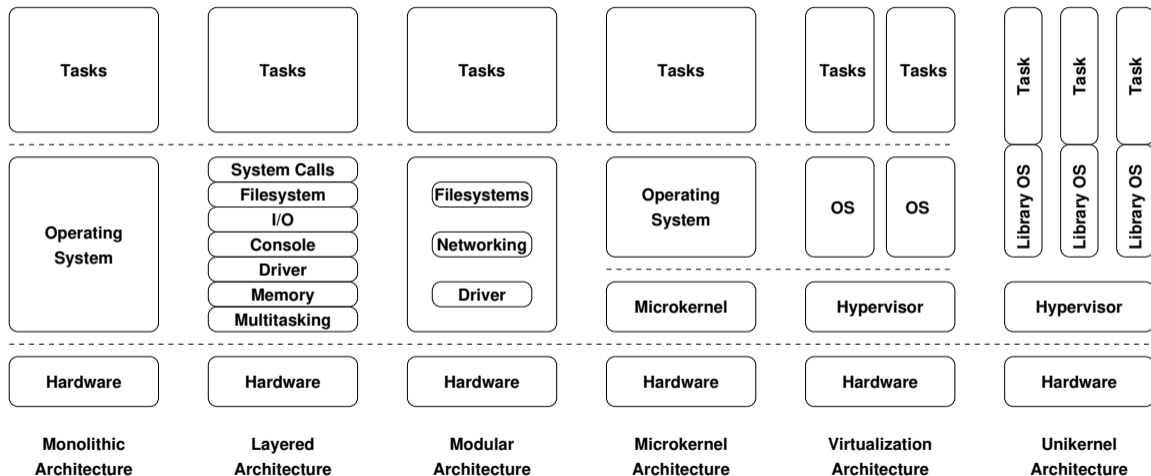 Tasks
Tasks
Tasks
Tasks
Tasks
Tasks
Task
Task
Task
Operating
System
System Calls
Filesystem
I/O
Console
Driver
Memory
Multitasking
Filesystems
Networking
Driver
Operating
System
Microkernel
OS
OS
Hypervisor
Library OS
Library OS
Library OS
Hypervisor
Hardware
Hardware
Hardware
Hardware
Hardware
Hardware
Monolithic
Architecture
Layered
Architecture
Modular
Architecture
Microkernel
Architecture
Virtualization
Architecture
Unikernel
Architecture